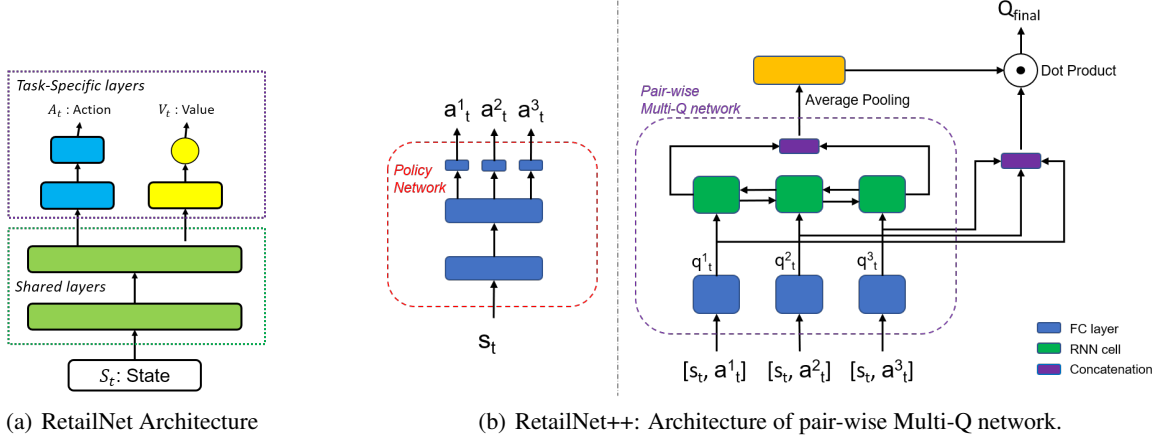 Task-Specific layers
A_t : Action
V_t : Value
Shared layers
S_t: State
(a) RetailNet Architecture
a^1_t
a^2_t
a^3_t
Policy
Network
s_t
Q_final
Dot Product
Pair-wise
Multi-Q network
Average Pooling
q^1_t
q^2_t
q^3_t
[s_t, a^1_t]
[s_t, a^2_t]
[s_t, a^3_t]
FC layer
RNN cell
Concatenation
(b) RetailNet++: Architecture of pair-wise Multi-Q network.